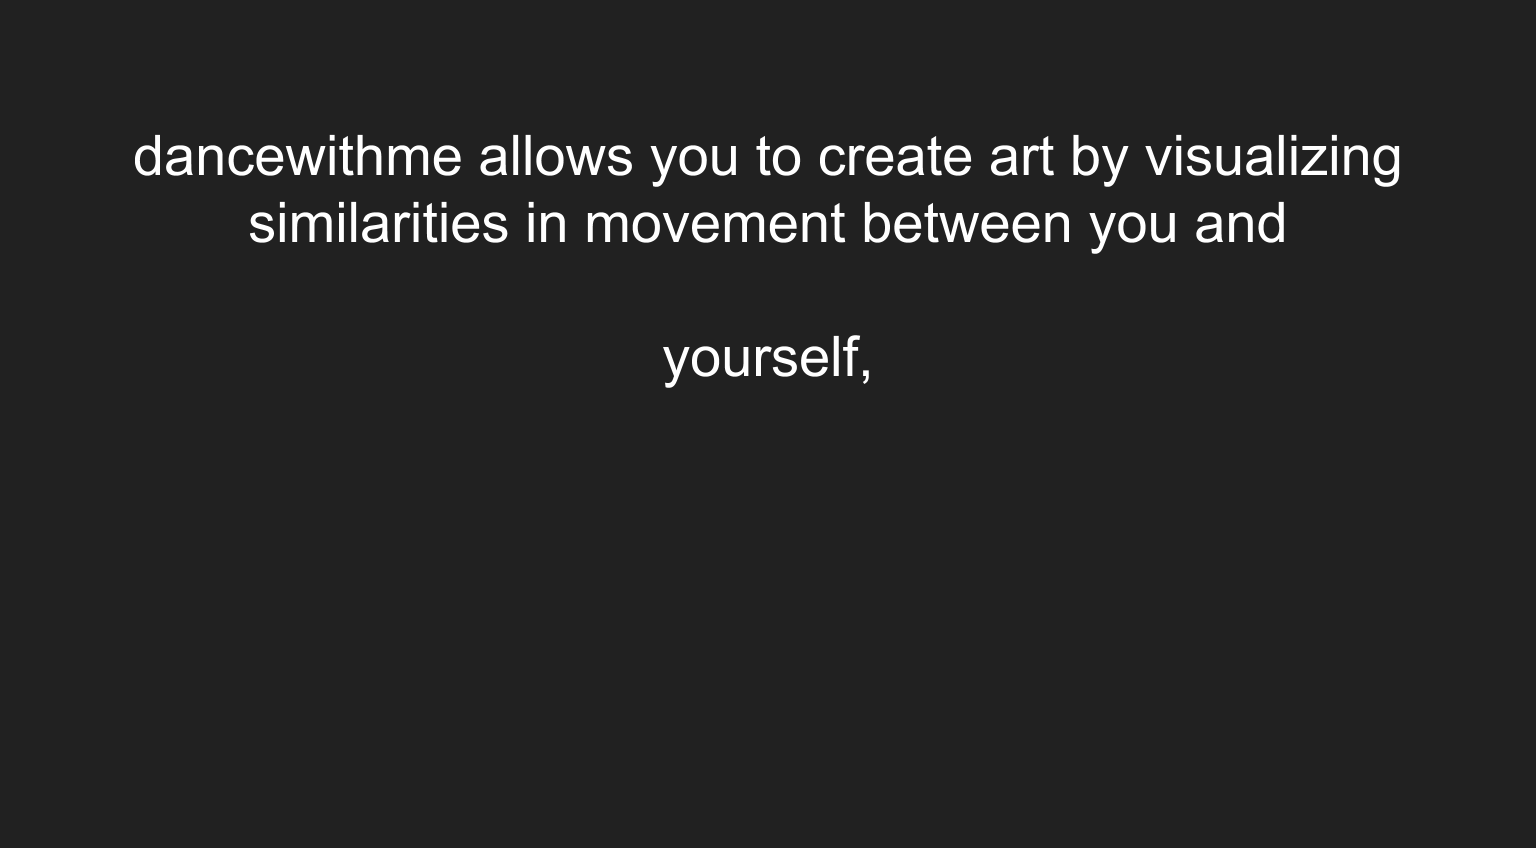 dancewithme allows you to create art by visualizing
similarities in movement between you and
yourself,